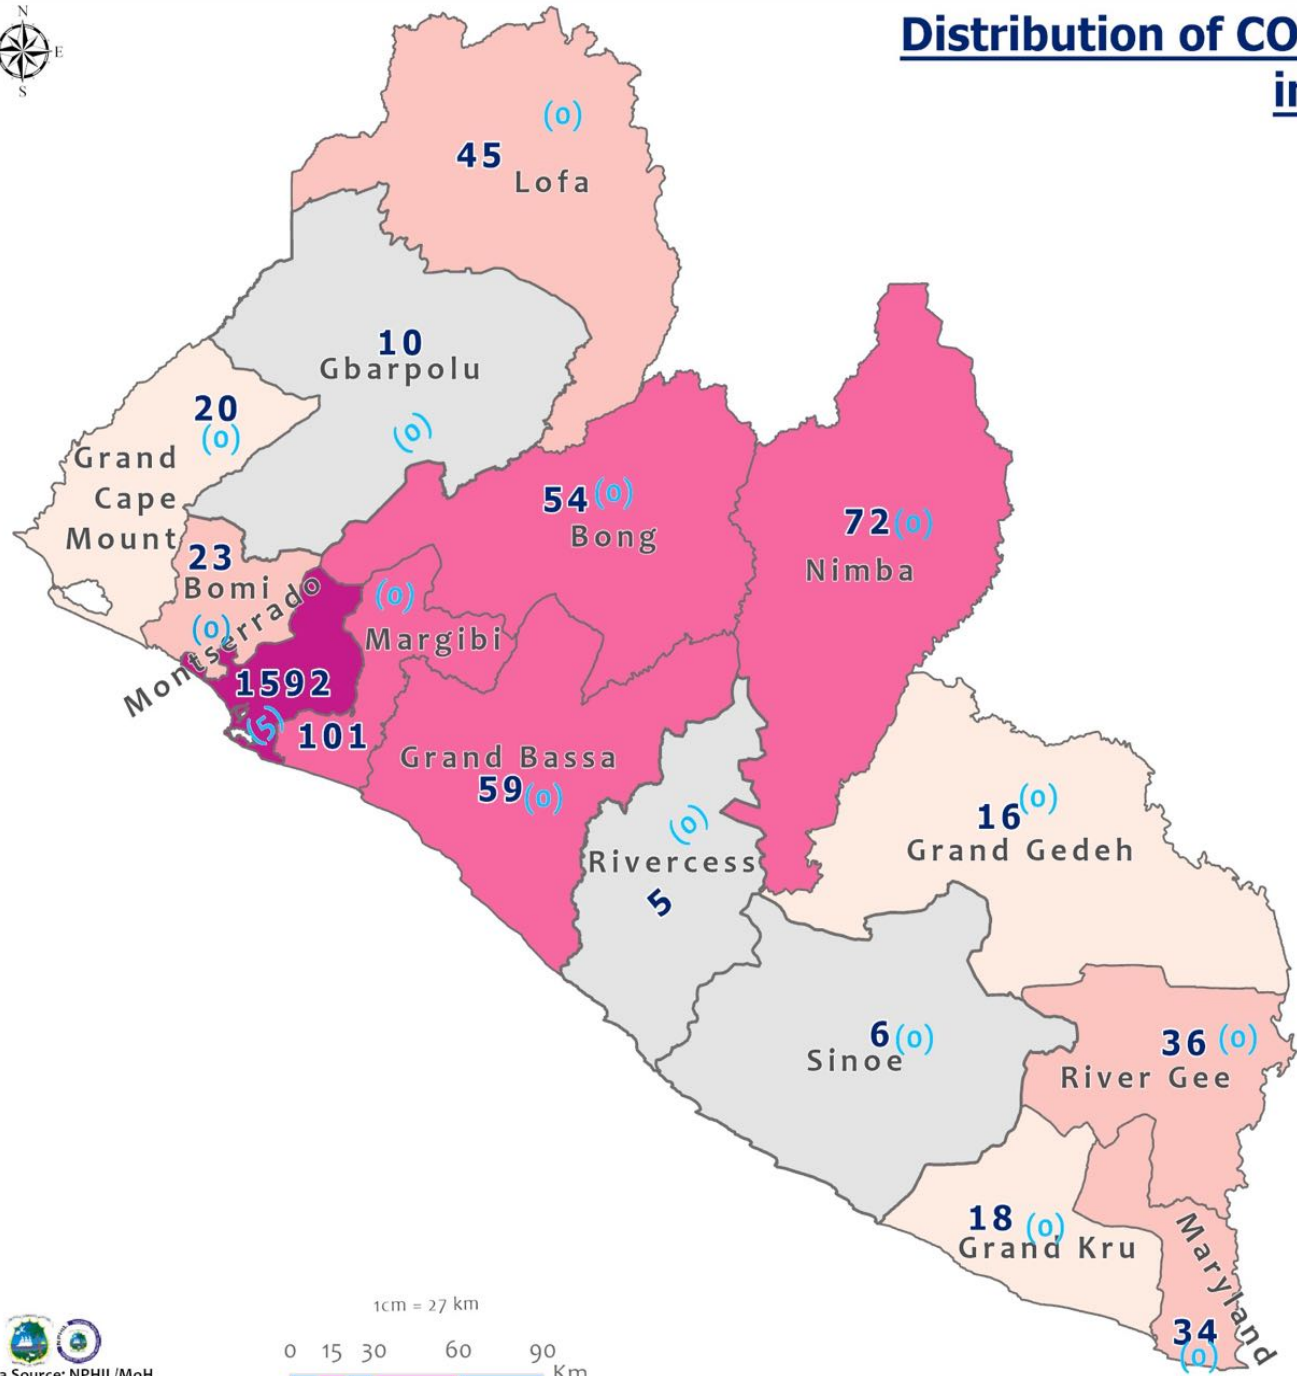 N
E
S
Distribution of CO
in
(0)
45
Lofa
10
Gbarpolu
(0)
20
(0)
Grand
Cape
Mount
54 (0)
Bong
72 (0)
Nimba
23
Bomi
(0)
Montserrado
1592
(5)
(0)
Margibi
101
Grand Bassa
59 (0)
(0)
Rivercess
5
16 (0)
Grand Gedeh
6 (0)
Sinoe
36 (0)
River Gee
18 (0)
Grand Kru
Maryland
34
(0)
1cm = 27 km
0 15 30 60 90
Km
a Source: NPHIL/MoH